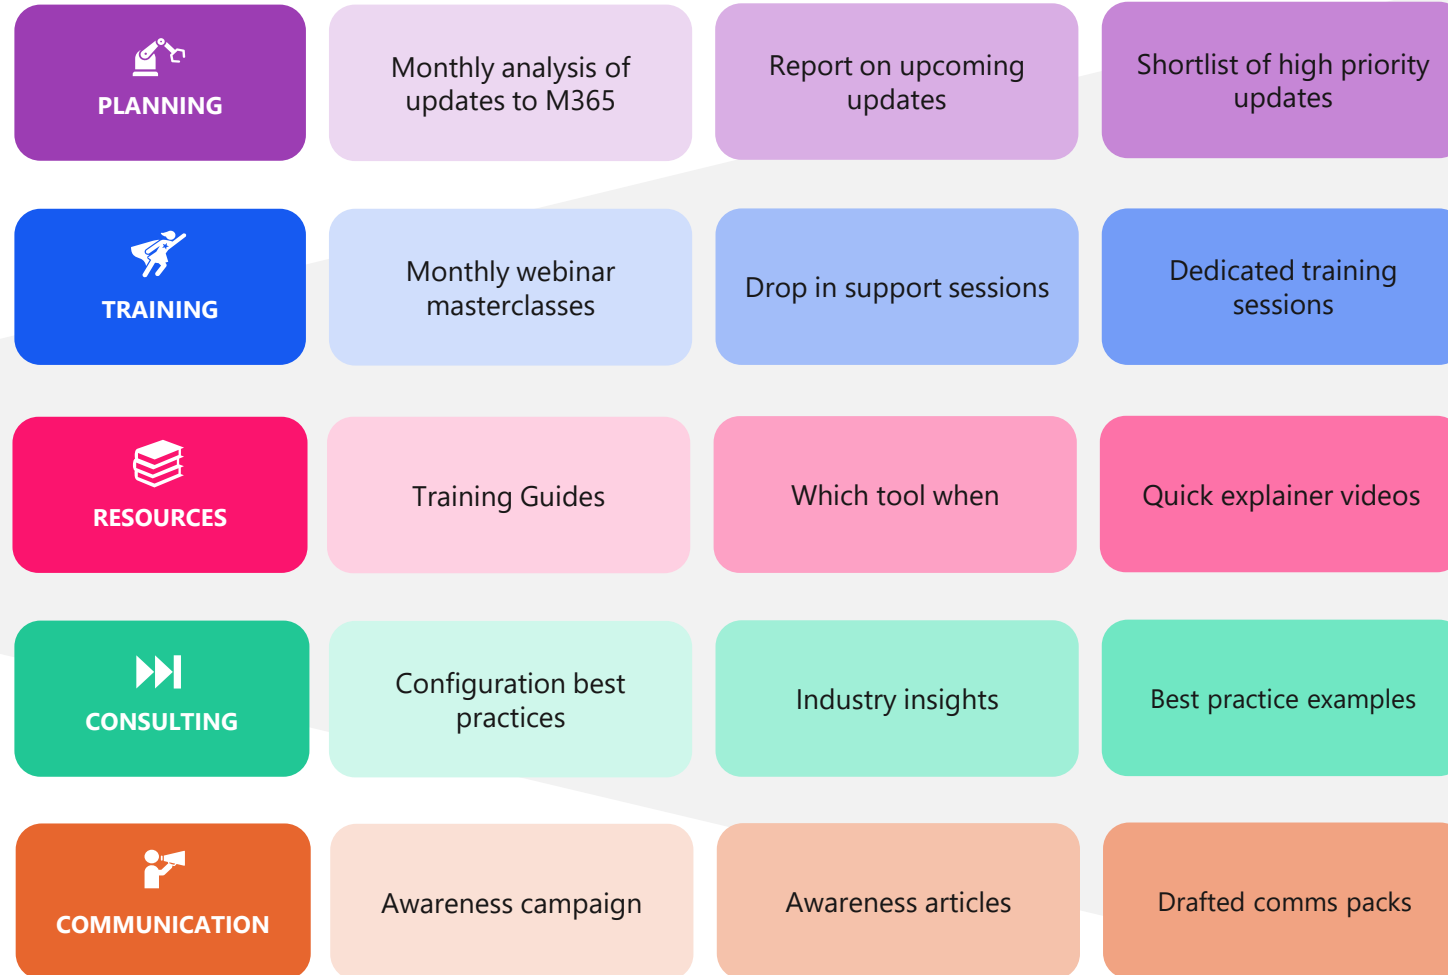 PLANNING
Monthly analysis of
updates to M365
Report on upcoming
updates
Shortlist of high priority
updates
TRAINING
Monthly webinar
masterclasses
Drop in support sessions
Dedicated training
sessions
RESOURCES
Training Guides
Which tool when
Quick explainer videos
CONSULTING
Configuration best
practices
Industry insights
Best practice examples
COMMUNICATION
Awareness campaign
Awareness articles
Drafted comms packs